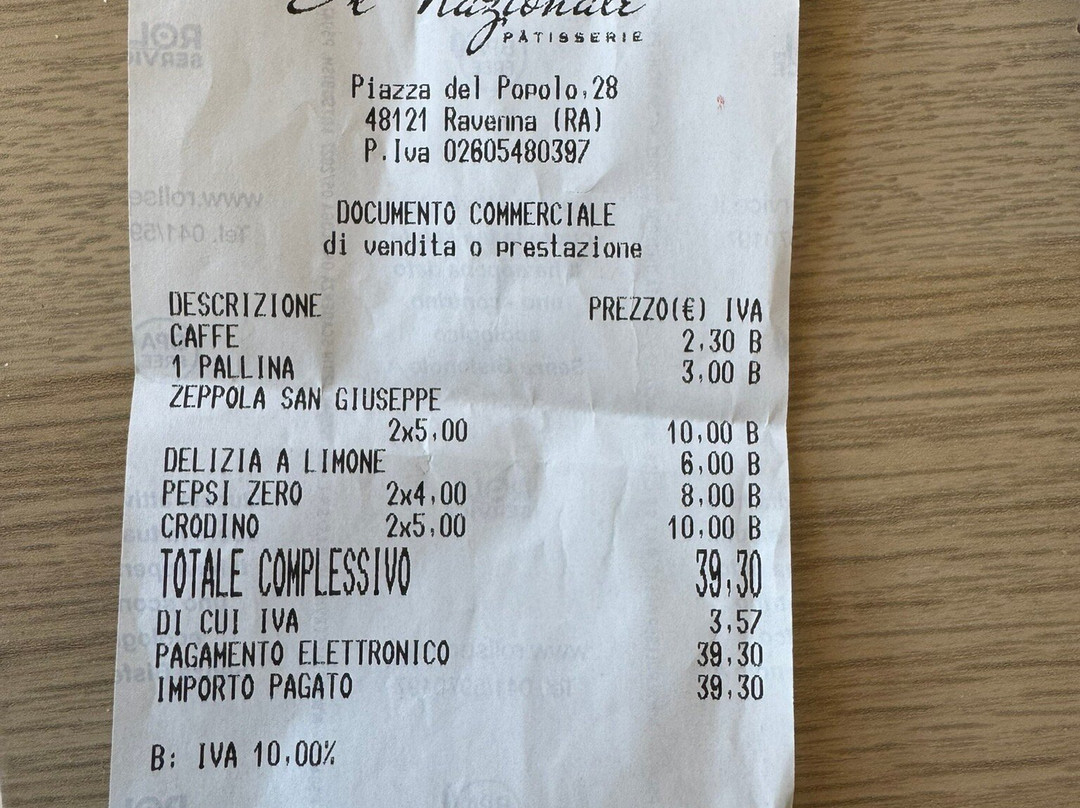 Nazionale
PATISSERIE
Piazza del Popolo,28
48121 Ravenna (RA)
P.Iva 02605480397
DOCUMENTO COMMERCIALE
di vendita o prestazione
DESCRIZIONE PREZZO(€) IVA
CAFFE 2,30 B
1 PALLINA 3,00 B
ZEPPOLA SAN GIUSEPPE
2x5,00 10,00 B
DELIZIA A LIMONE 6,00 B
PEPSI ZERO 2x4,00 8,00 B
CRODINO 2x5,00 10,00 B
TOTALE COMPLESSIVO 39,30
DI CUI IVA 3,57
PAGAMENTO ELETTRONICO 39,30
IMPORTO PAGATO 39,30
B: IVA 10,00%